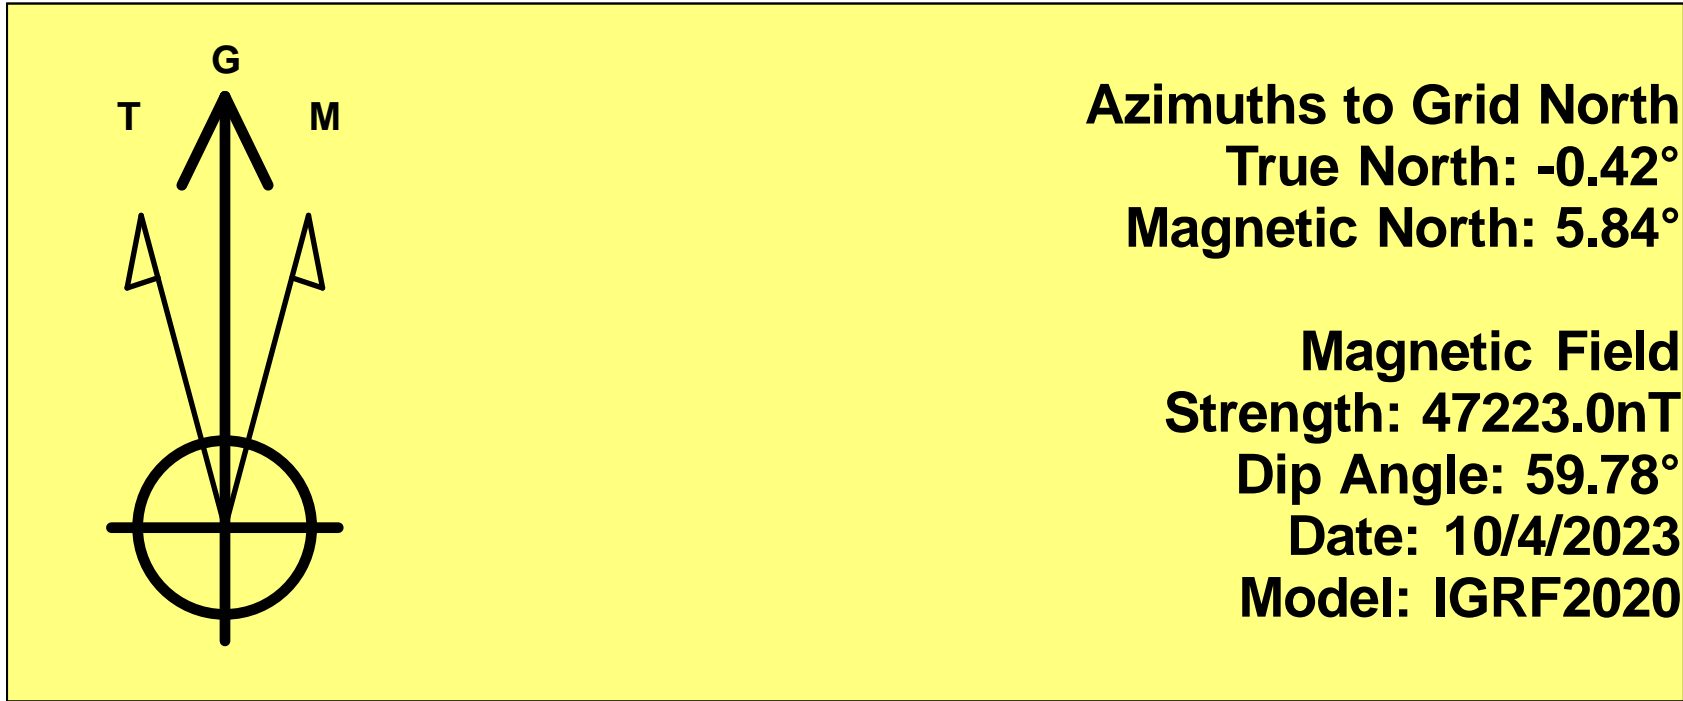 G
T M
Azimuths to Grid North
True North: -0.42°
Magnetic North: 5.84°
Magnetic Field
Strength: 47223.0nT
Dip Angle: 59.78°
Date: 10/4/2023
Model: IGRF2020